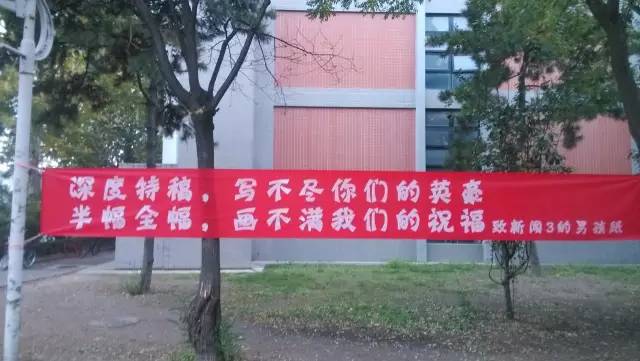 深度特稿，写不尽你们的英豪
半幅全幅，画不满我们的祝福
致新闻3的男孩纸